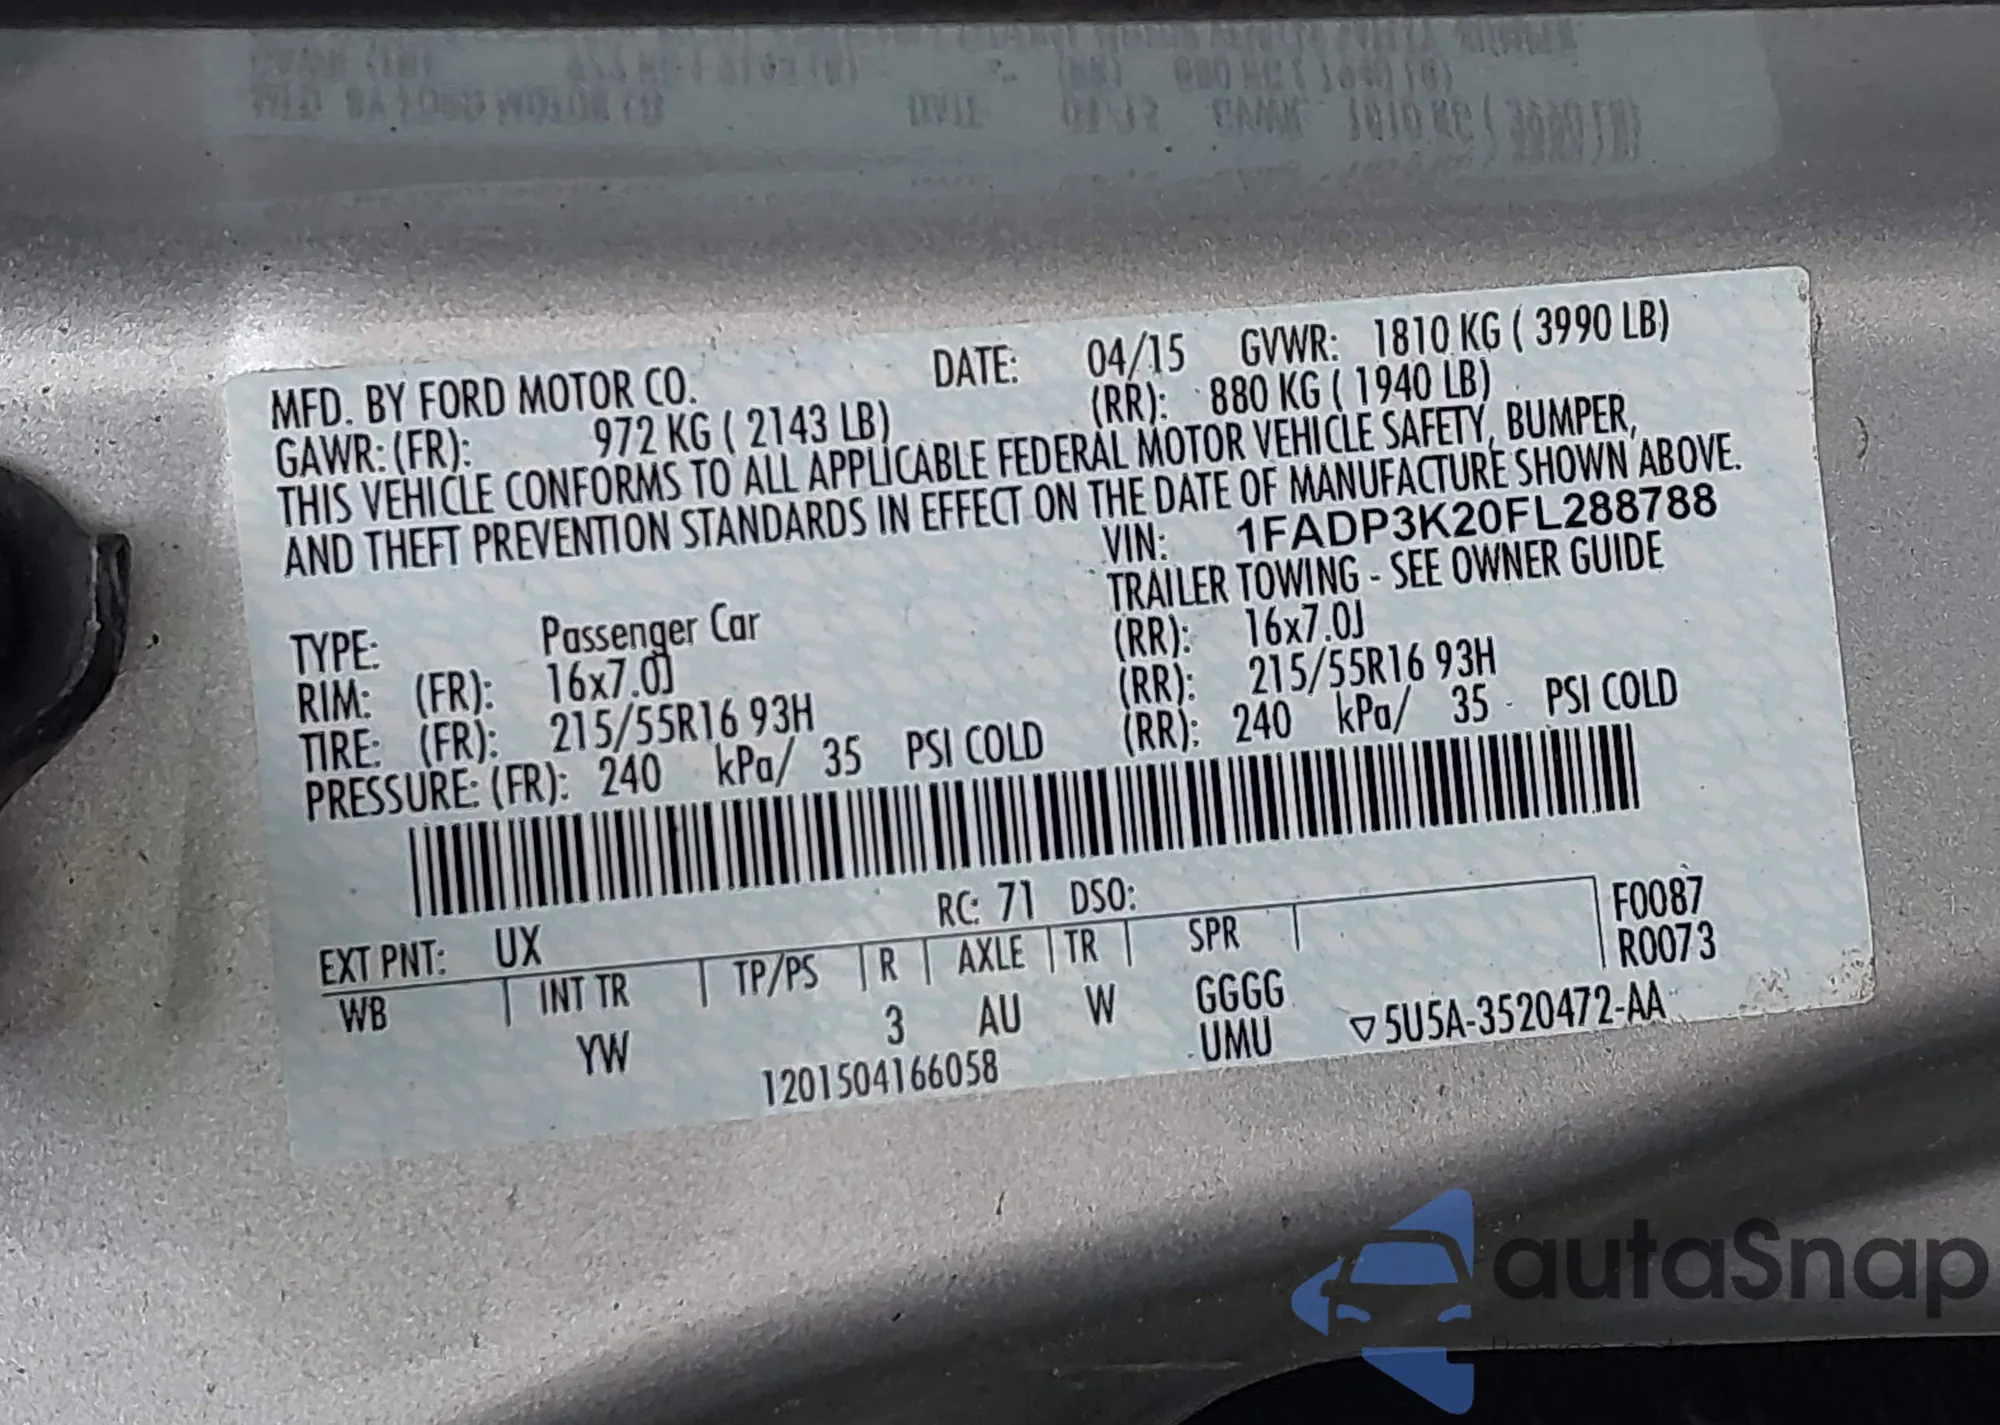 MFD. BY FORD MOTOR CO. DATE: 04/15 GVWR: 1810 KG ( 3990 LB)
GAWR: (FR): 972 KG ( 2143 LB) (RR): 880 KG ( 1940 LB)
THIS VEHICLE CONFORMS TO ALL APPLICABLE FEDERAL MOTOR VEHICLE SAFETY, BUMPER,
AND THEFT PREVENTION STANDARDS IN EFFECT ON THE DATE OF MANUFACTURE SHOWN ABOVE.
VIN: 1FADP3K20FL288788
TRAILER TOWING - SEE OWNER GUIDE
TYPE: Passenger Car
RIM: (FR): 16x7.0J (RR): 16x7.0J
TIRE: (FR): 215/55R16 93H (RR): 215/55R16 93H
PRESSURE: (FR): 240 kPa/ 35 PSI COLD (RR): 240 kPa/ 35 PSI COLD
EXT PNT: UX RC: 71 DSO: F0087
WB INT TR TP/PS R AXLE TR SPR R0073
YW 3 AU W GGGG
UMU ▽5U5A-3520472-AA
1201504166058
autaSnap